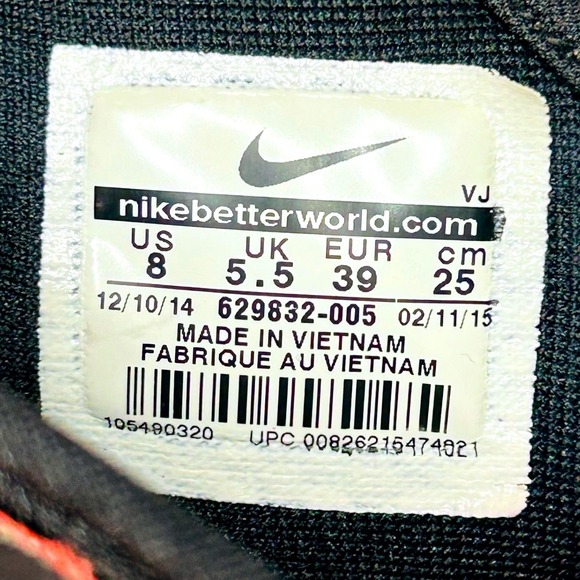 VJ
nikebetterworld.com
US UK EUR cm
8 5.5 39 25
12/10/14 629832-005 02/11/15
MADE IN VIETNAM
FABRIQUE AU VIETNAM
105490320 UPC 00826215474821